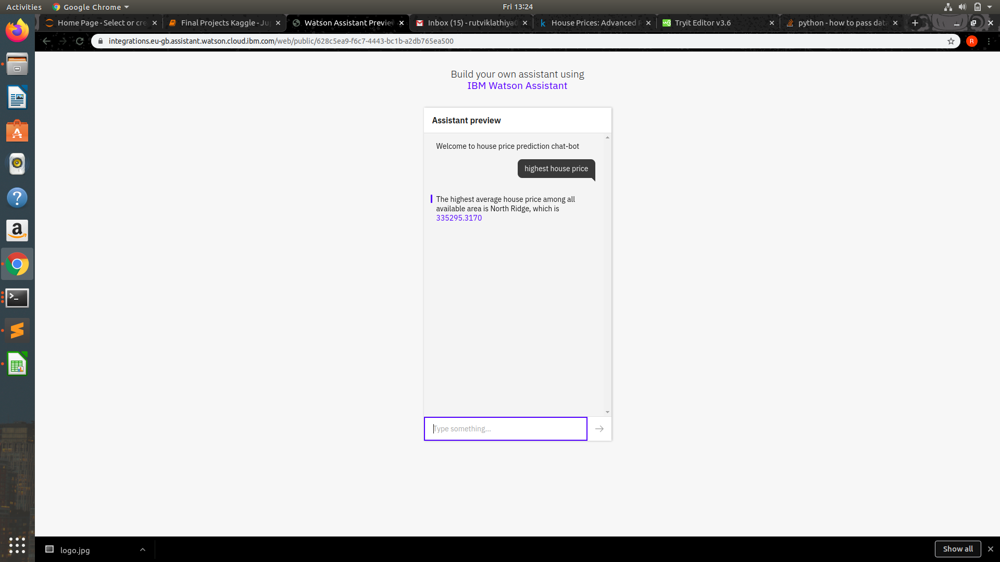 Activities
Google Chrome
Fri 13:24
Home Page - Select or cre
Final Projects Kaggle - Ju
Watson Assistant Preview
Inbox (15) - rutviklathiya
House Prices: Advanced
Tryit Editor v3.6
python - how to pass data
integrations.eu-gb.assistant.watson.cloud.ibm.com/web/public/628c5ea9-f6c7-4443-bc1b-a2db765ea500
R
Build your own assistant using
IBM Watson Assistant
Assistant preview
Welcome to house price prediction chat-bot
highest house price
The highest average house price among all
available area is North Ridge, which is
335295.3170
Type something...
logo.jpg
Show all